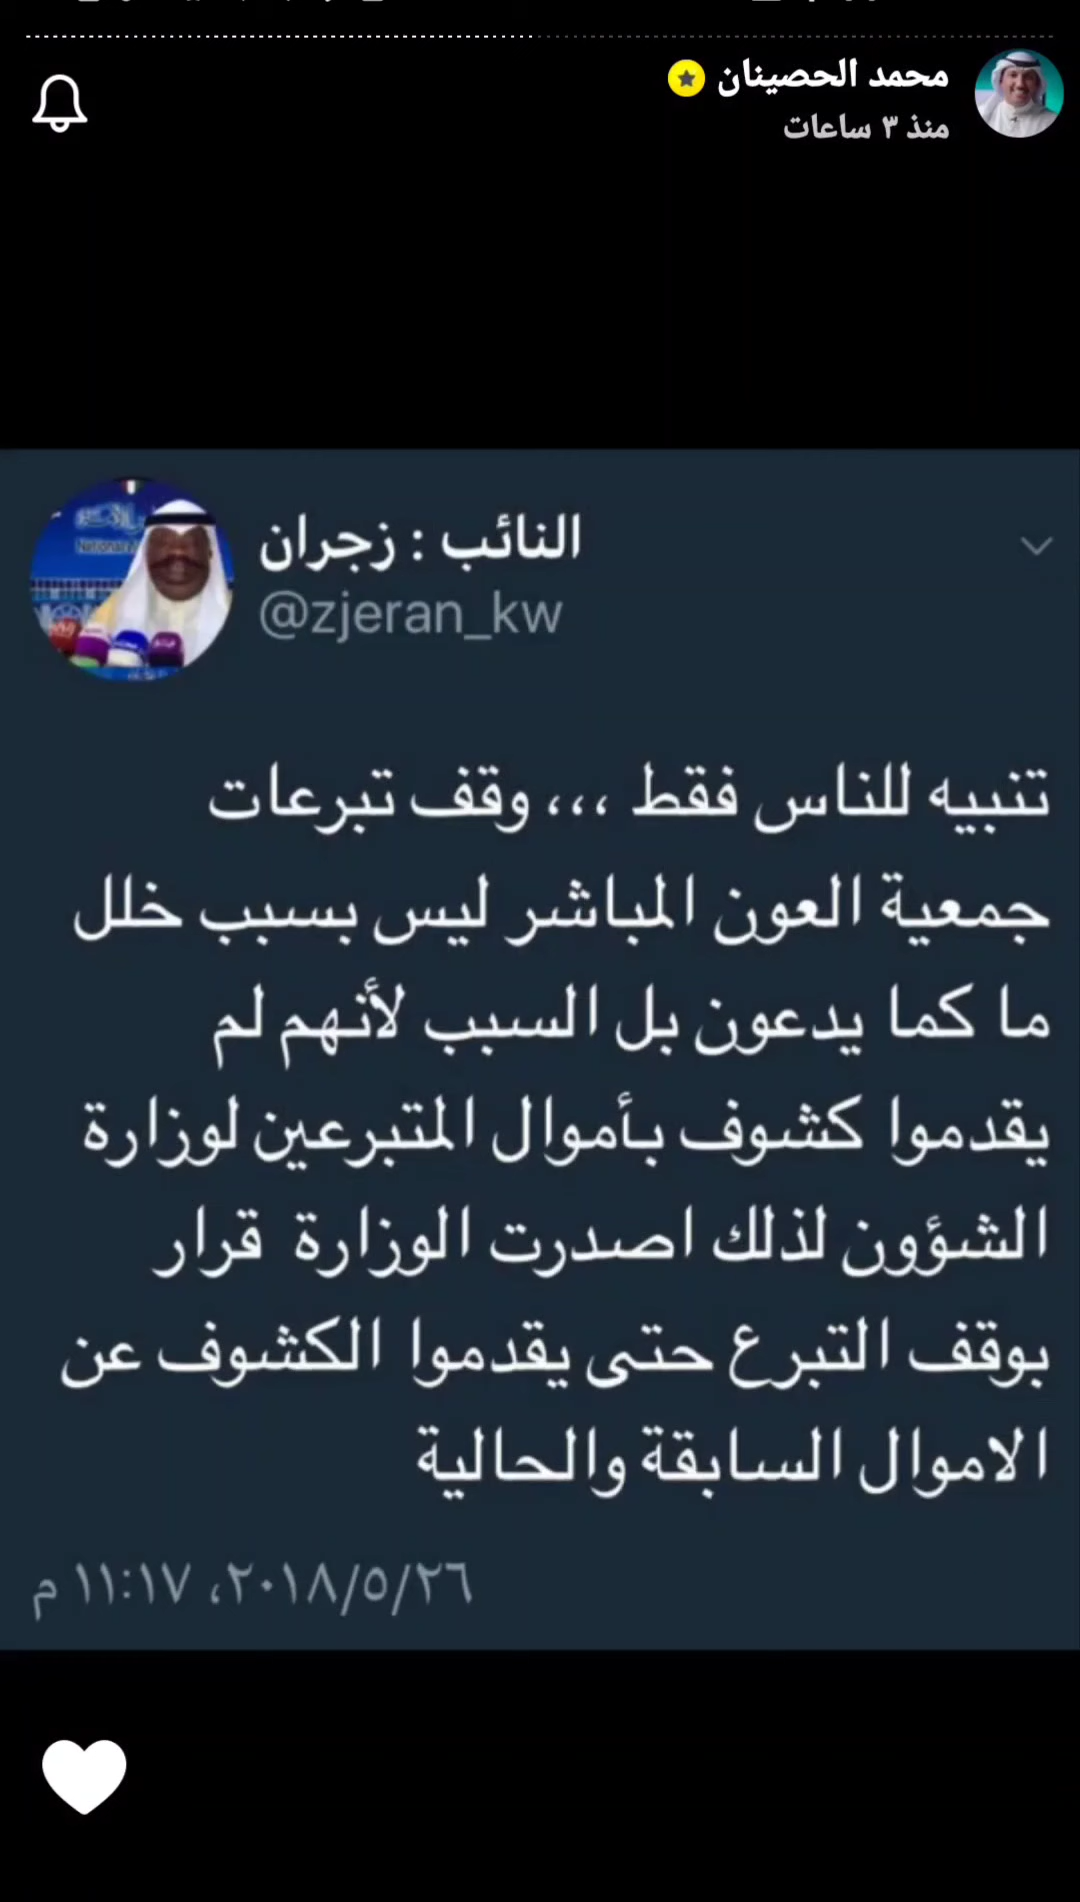 محمد الحصينان
منذ ٣ ساعات
النائب : زجران
@zjeran_kw
تنبيه للناس فقط ،،، وقف تبرعات
جمعية العون المباشر ليس بسبب خلل
ما كما يدعون بل السبب لأنهم لم
يقدموا كشوف بأموال المتبرعين لوزارة
الشؤون لذلك اصدرت الوزارة قرار
بوقف التبرع حتى يقدموا الكشوف عن
الاموال السابقة والحالية
٢٠١٨/٥/٢٦، ١١:١٧ م